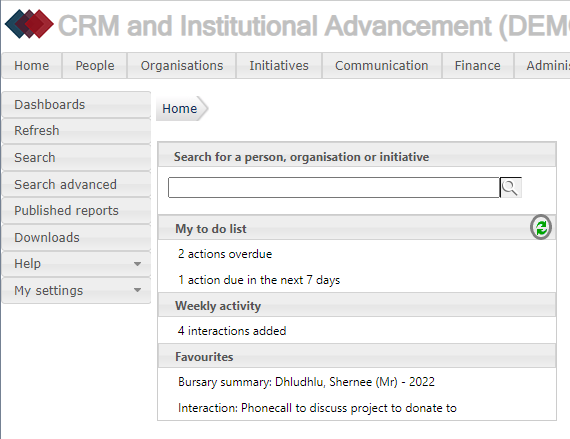 CRM and Institutional Advancement (DEM
Home People Organisations Initiatives Communication Finance Adminis
Dashboards
Refresh
Search
Search advanced
Published reports
Downloads
Help
My settings
Home
Search for a person, organisation or initiative
My to do list
2 actions overdue
1 action due in the next 7 days
Weekly activity
4 interactions added
Favourites
Bursary summary: Dhludhlu, Shernee (Mr) - 2022
Interaction: Phonecall to discuss project to donate to